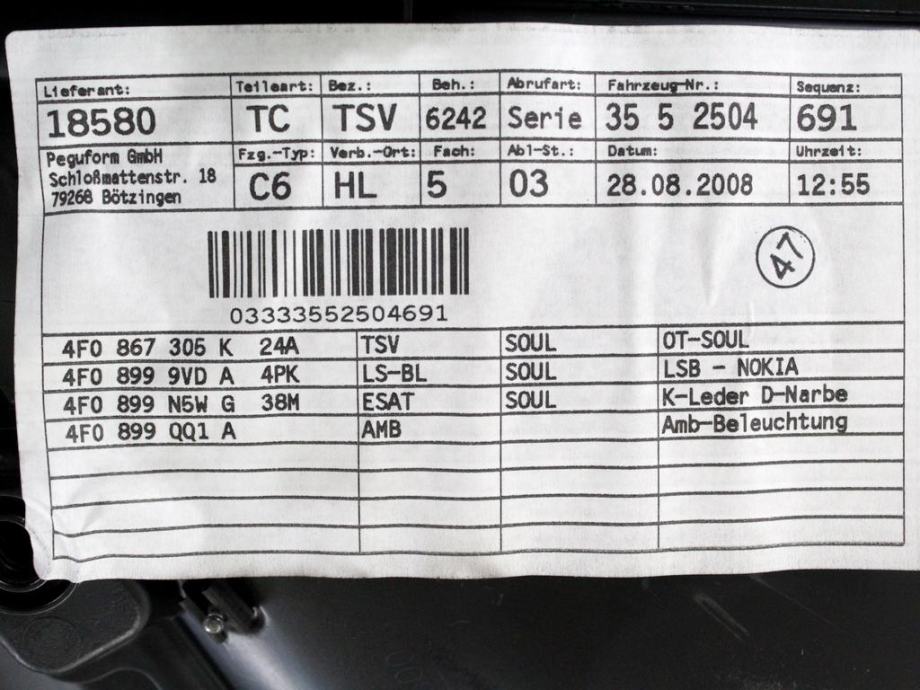 Lieferant: Teileart: Bez.: Beh.: Abrufart: Fahrzeug-Nr.: Sequenz:
18580 TC TSV 6242 Serie 35 5 2504 691
Peguform GmbH
Schloßmattenstr. 18
79268 Bötzingen
Fzg.-Typ: Verb.-Ort: Fach: Abl-St.: Datum: Uhrzeit:
C6 HL 5 03 28.08.2008 12:55
47
03333552504691
4F0 867 305 K 24A TSV SOUL OT-SOUL
4F0 899 9VD A 4PK LS-BL SOUL LSB - NOKIA
4F0 899 N5W G 38M ESAT SOUL K-Leder D-Narbe
4F0 899 QQ1 A AMB Amb-Beleuchtung